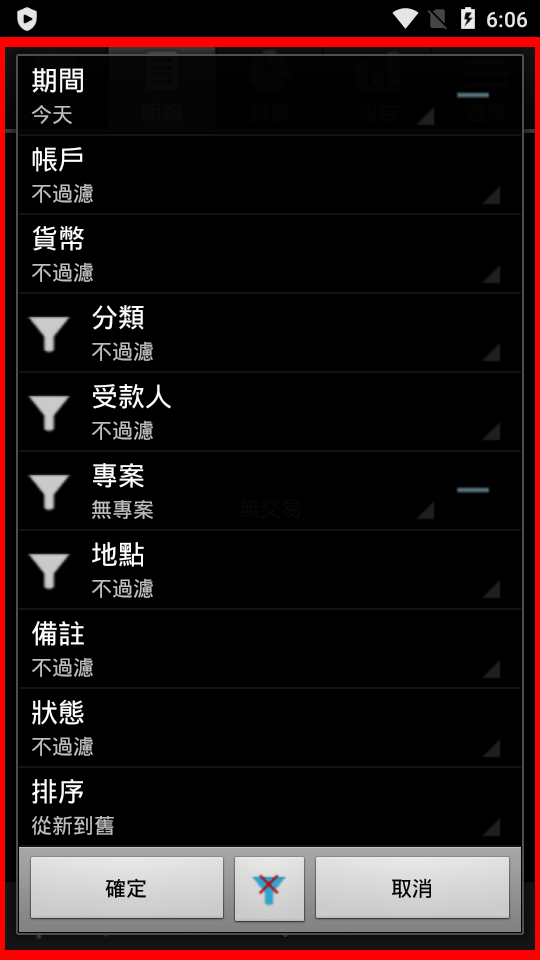 6:06
期間
今天
帳戶
不過濾
貨幣
不過濾
分類
不過濾
受款人
不過濾
專案
無專案
無交易
地點
不過濾
備註
不過濾
狀態
不過濾
排序
從新到舊
確定
取消